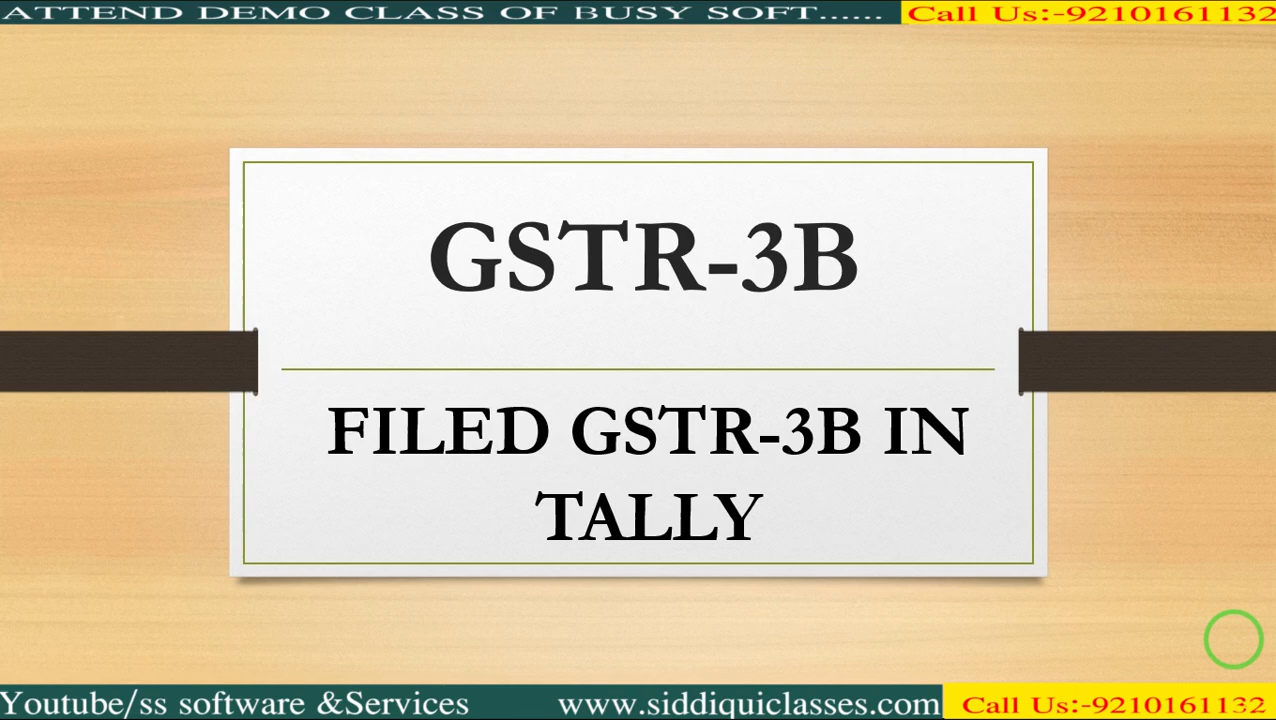 ATTEND DEMO CLASS OF BUSY SOFT...... Call Us:-9210161132
GSTR-3B
FILED GSTR-3B IN
TALLY
Youtube/ss software &Services www.siddiquiclasses.com Call Us:-9210161132